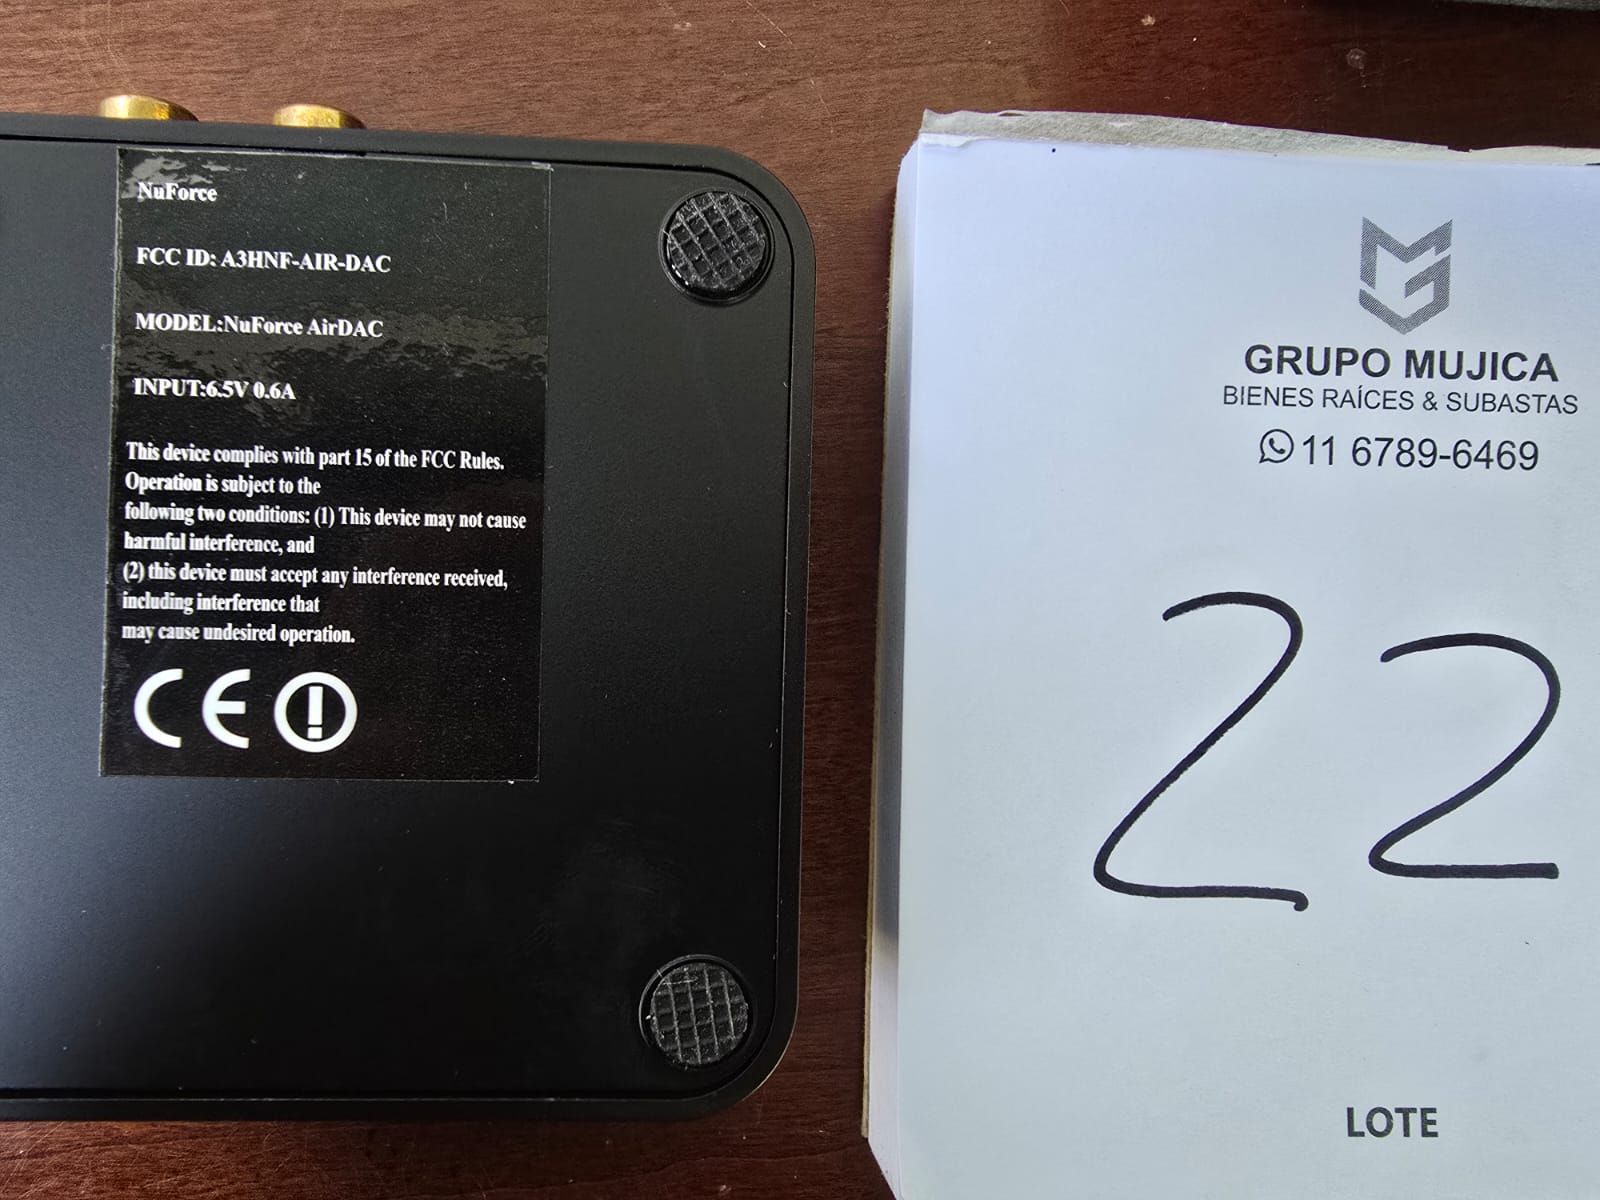 NuForce
FCC ID: A3HNF-AIR-DAC
MODEL:NuForce AirDAC
INPUT:6.5V 0.6A
This device complies with part 15 of the FCC Rules.
Operation is subject to the
following two conditions: (1) This device may not cause
harmful interference, and
(2) this device must accept any interference received,
including interference that
may cause undesired operation.
CE
GRUPO MUJICA
BIENES RAÍCES & SUBASTAS
11 6789-6469
22
LOTE